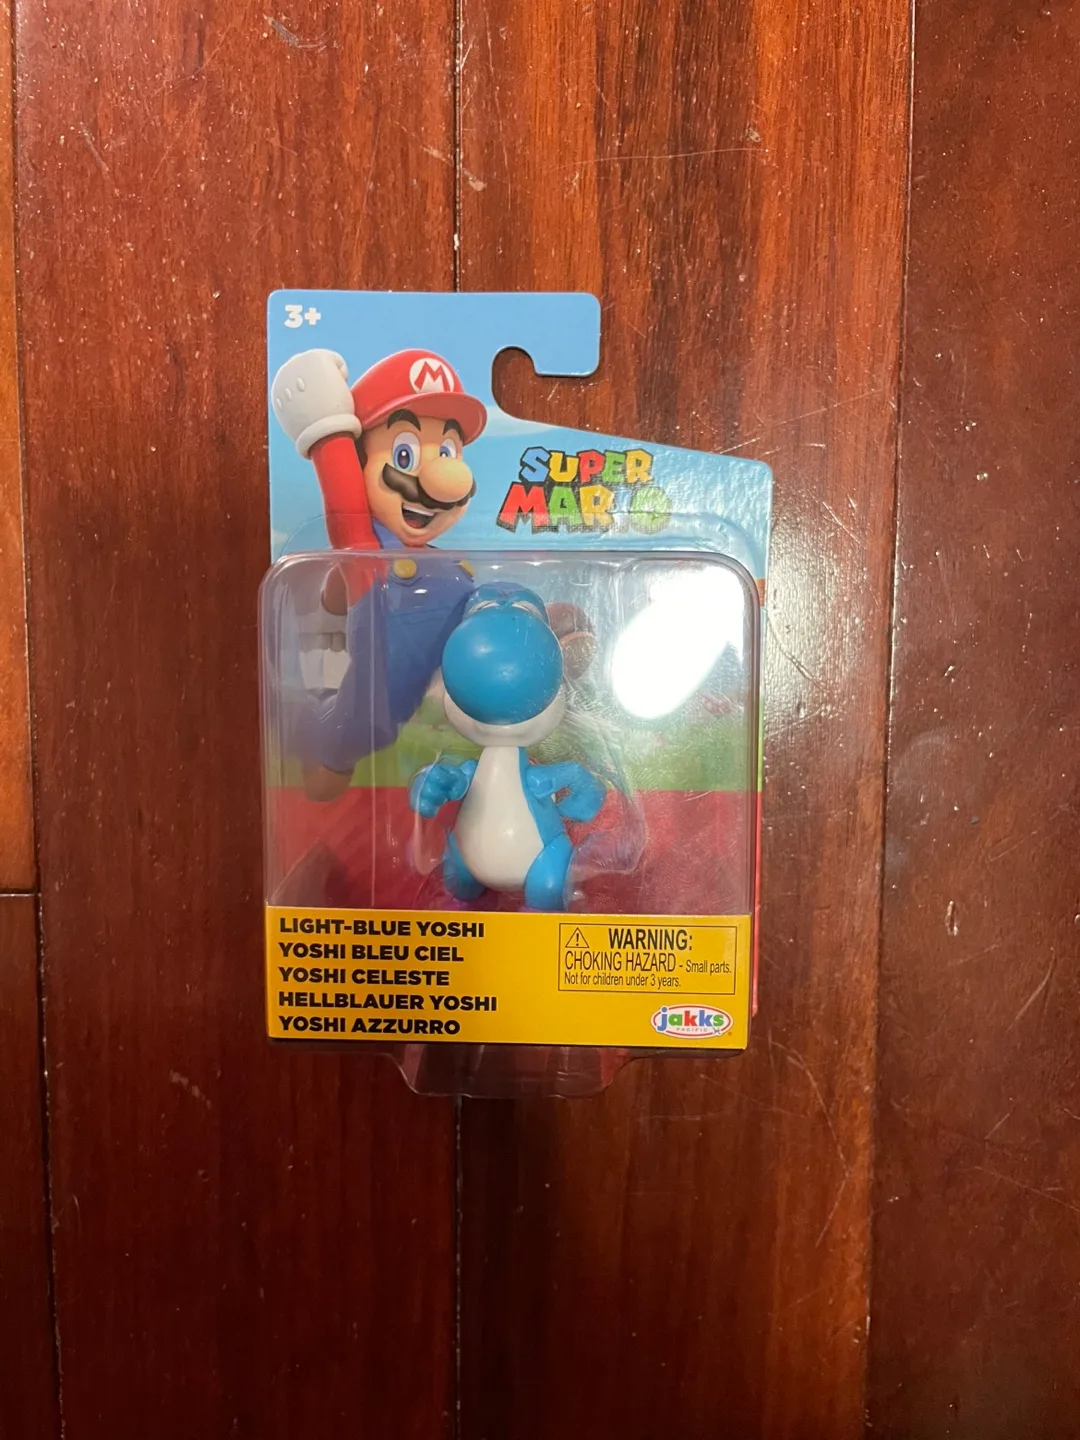 3+
M
SUPER
MARIO
LIGHT-BLUE YOSHI
YOSHI BLEU CIEL
YOSHI CELESTE
HELLBLAUER YOSHI
YOSHI AZZURRO
WARNING:
CHOKING HAZARD - Small parts.
Not for children under 3 years.
jakks
PACIFIC